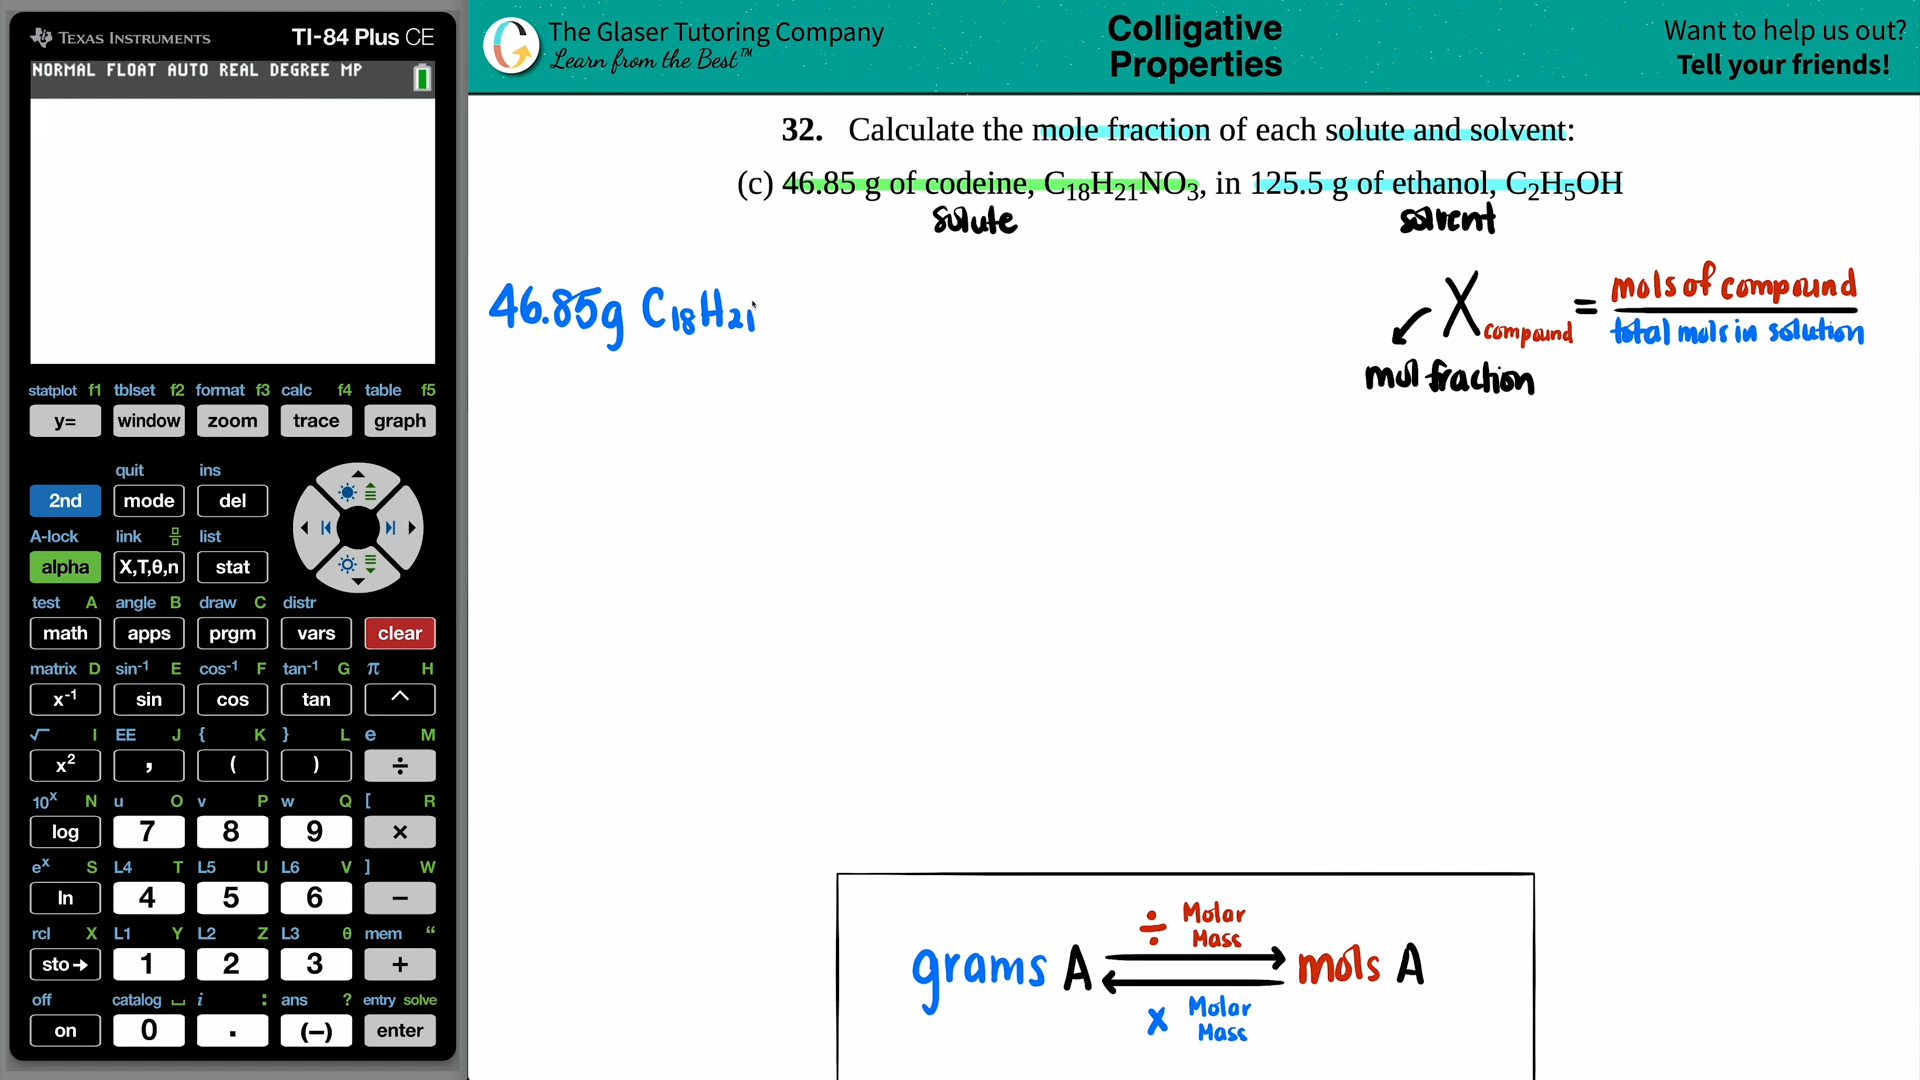 TEXAS INSTRUMENTS TI-84 Plus CE
NORMAL FLOAT AUTO REAL DEGREE MP
statplot f1 tblset f2 format f3 calc f4 table f5
y= window zoom trace graph
quit ins
2nd mode del
A-lock link list
alpha X,T,θ,n stat
test A angle B draw C distr
math apps prgm vars clear
matrix D sin⁻¹ E cos⁻¹ F tan⁻¹ G π H
x⁻¹ sin cos tan ^
√ I EE J { K } L e M
x² , ( ) ÷
10ˣ N u O v P w Q [ R
log 7 8 9 ×
eˣ S L4 T L5 U L6 V ] W
ln 4 5 6 −
rcl X L1 Y L2 Z L3 θ mem “
sto→ 1 2 3 +
off catalog i : ans ? entry solve
on 0 . (−) enter
The Glaser Tutoring Company
Learn from the Best™
Colligative
Properties
Want to help us out?
Tell your friends!
32. Calculate the mole fraction of each solute and solvent:
(c) 46.85 g of codeine, C₁₈H₂₁NO₃, in 125.5 g of ethanol, C₂H₅OH
solute solvent
46.85g C₁₈H₂₁
X compound = mols of compound
total mols in solution
mol fraction
÷ Molar
Mass
grams A mols A
x Molar
Mass